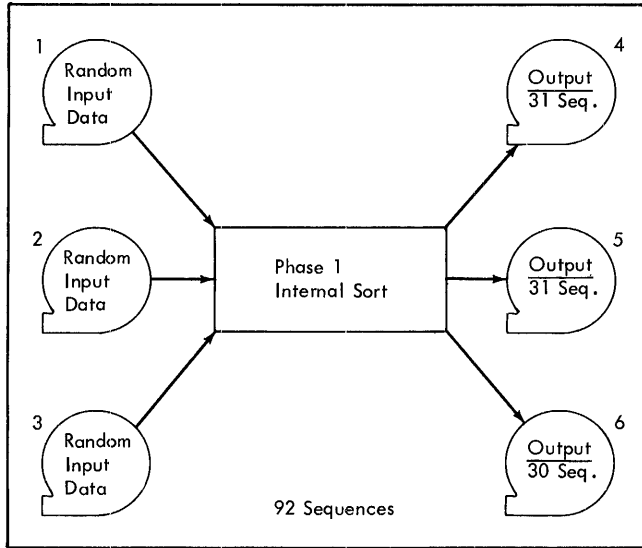 1
Random
Input
Data
2
Random
Input
Data
3
Random
Input
Data
Phase 1
Internal Sort
92 Sequences
4
Output
31 Seq.
5
Output
31 Seq.
6
Output
30 Seq.